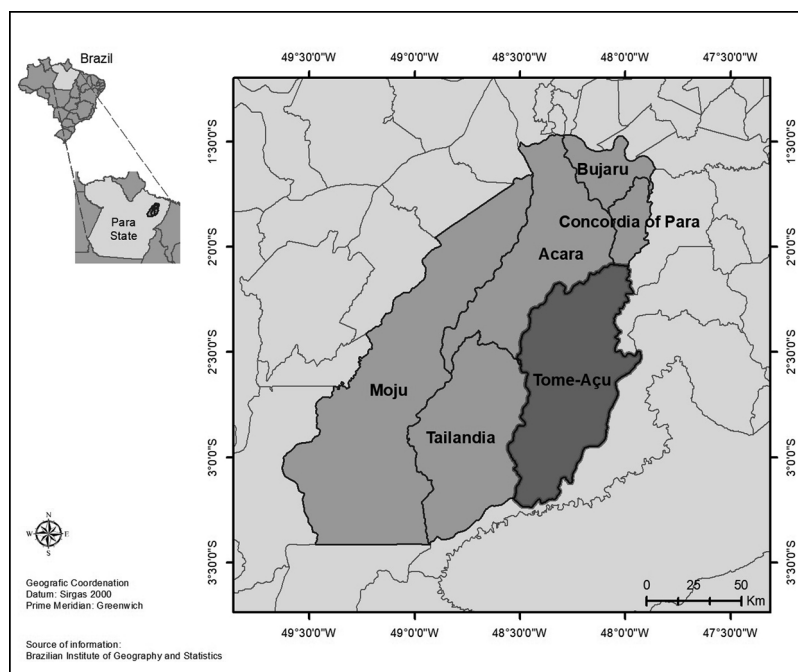 Brazil
Para
State
49°30'0"W 49°0'0"W 48°30'0"W 48°0'0"W 47°30'0"W
1°30'0"S
2°0'0"S
2°30'0"S
3°0'0"S
3°30'0"S
Bujaru
Concordia of Para
Acara
Tome-Açu
Moju
Tailandia
1°30'0"S
2°0'0"S
2°30'0"S
3°0'0"S
3°30'0"S
0 25 50
Km
49°30'0"W 49°0'0"W 48°30'0"W 48°0'0"W 47°30'0"W
N
W E
S
Geografic Coordenation
Datum: Sirgas 2000
Prime Meridian: Greenwich
Source of information:
Brazilian Institute of Geography and Statistics